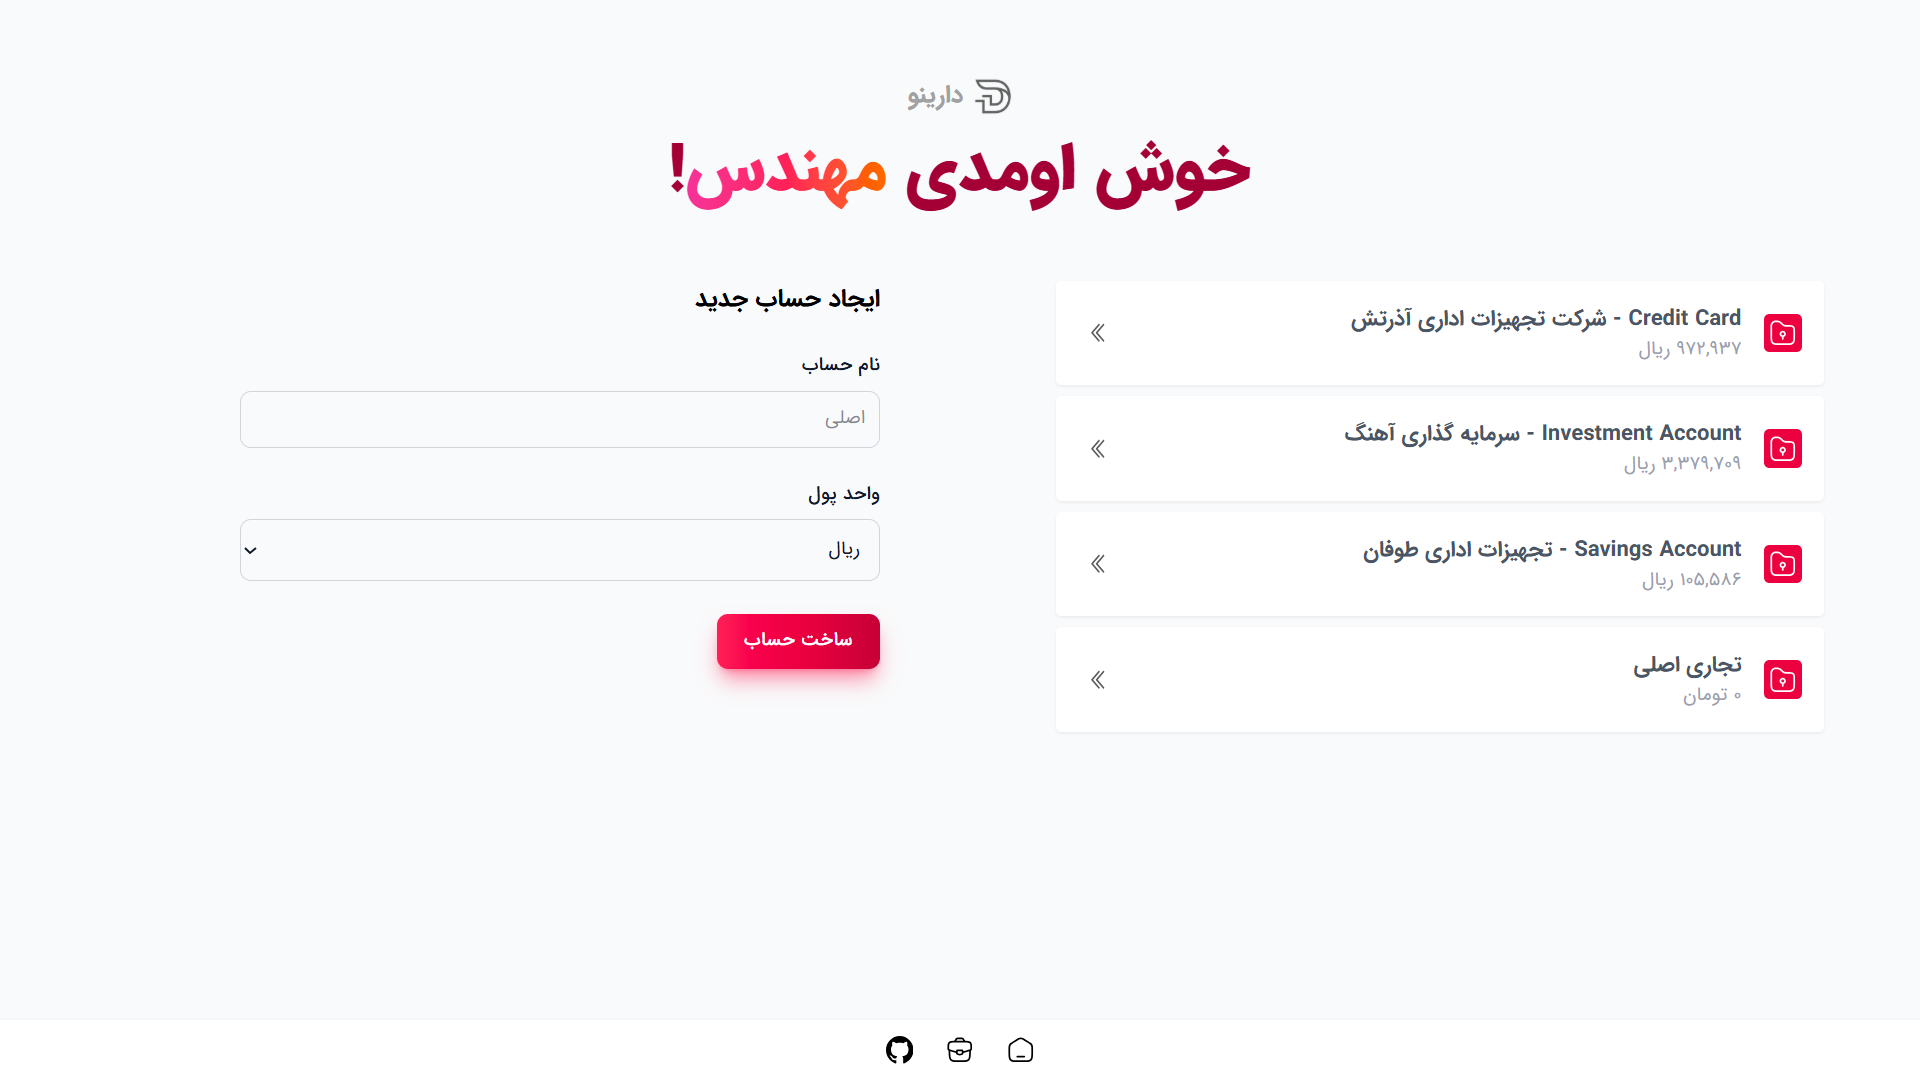 دارینو
خوش اومدی مهندس!
Credit Card - شرکت تجهیزات اداری آذرتش
۹۷۲,۹۳۷ ریال
Investment Account - سرمایه گذاری آهنگ
۳,۳۷۹,۷۰۹ ریال
Savings Account - تجهیزات اداری طوفان
۱۰۵,۵۸۶ ریال
تجاری اصلی
۰ تومان
ایجاد حساب جدید
نام حساب
اصلی
واحد پول
ریال
ساخت حساب